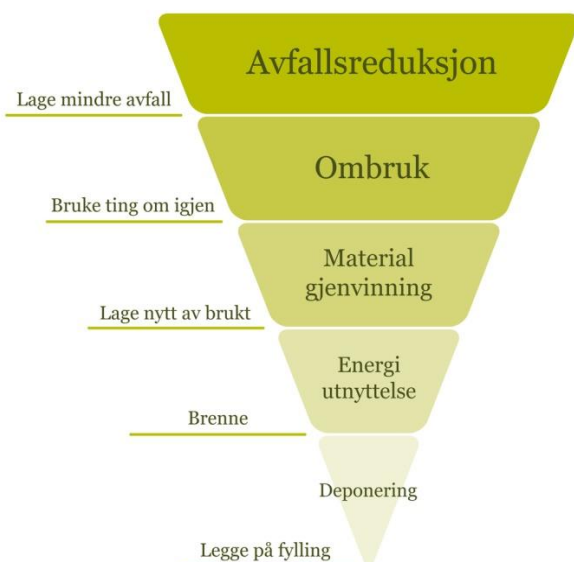 Avfallsreduksjon
Lage mindre avfall
Ombruk
Bruke ting om igjen
Material
gjenvinning
Lage nytt av brukt
Energi
utnyttelse
Brenne
Deponering
Legge på fylling